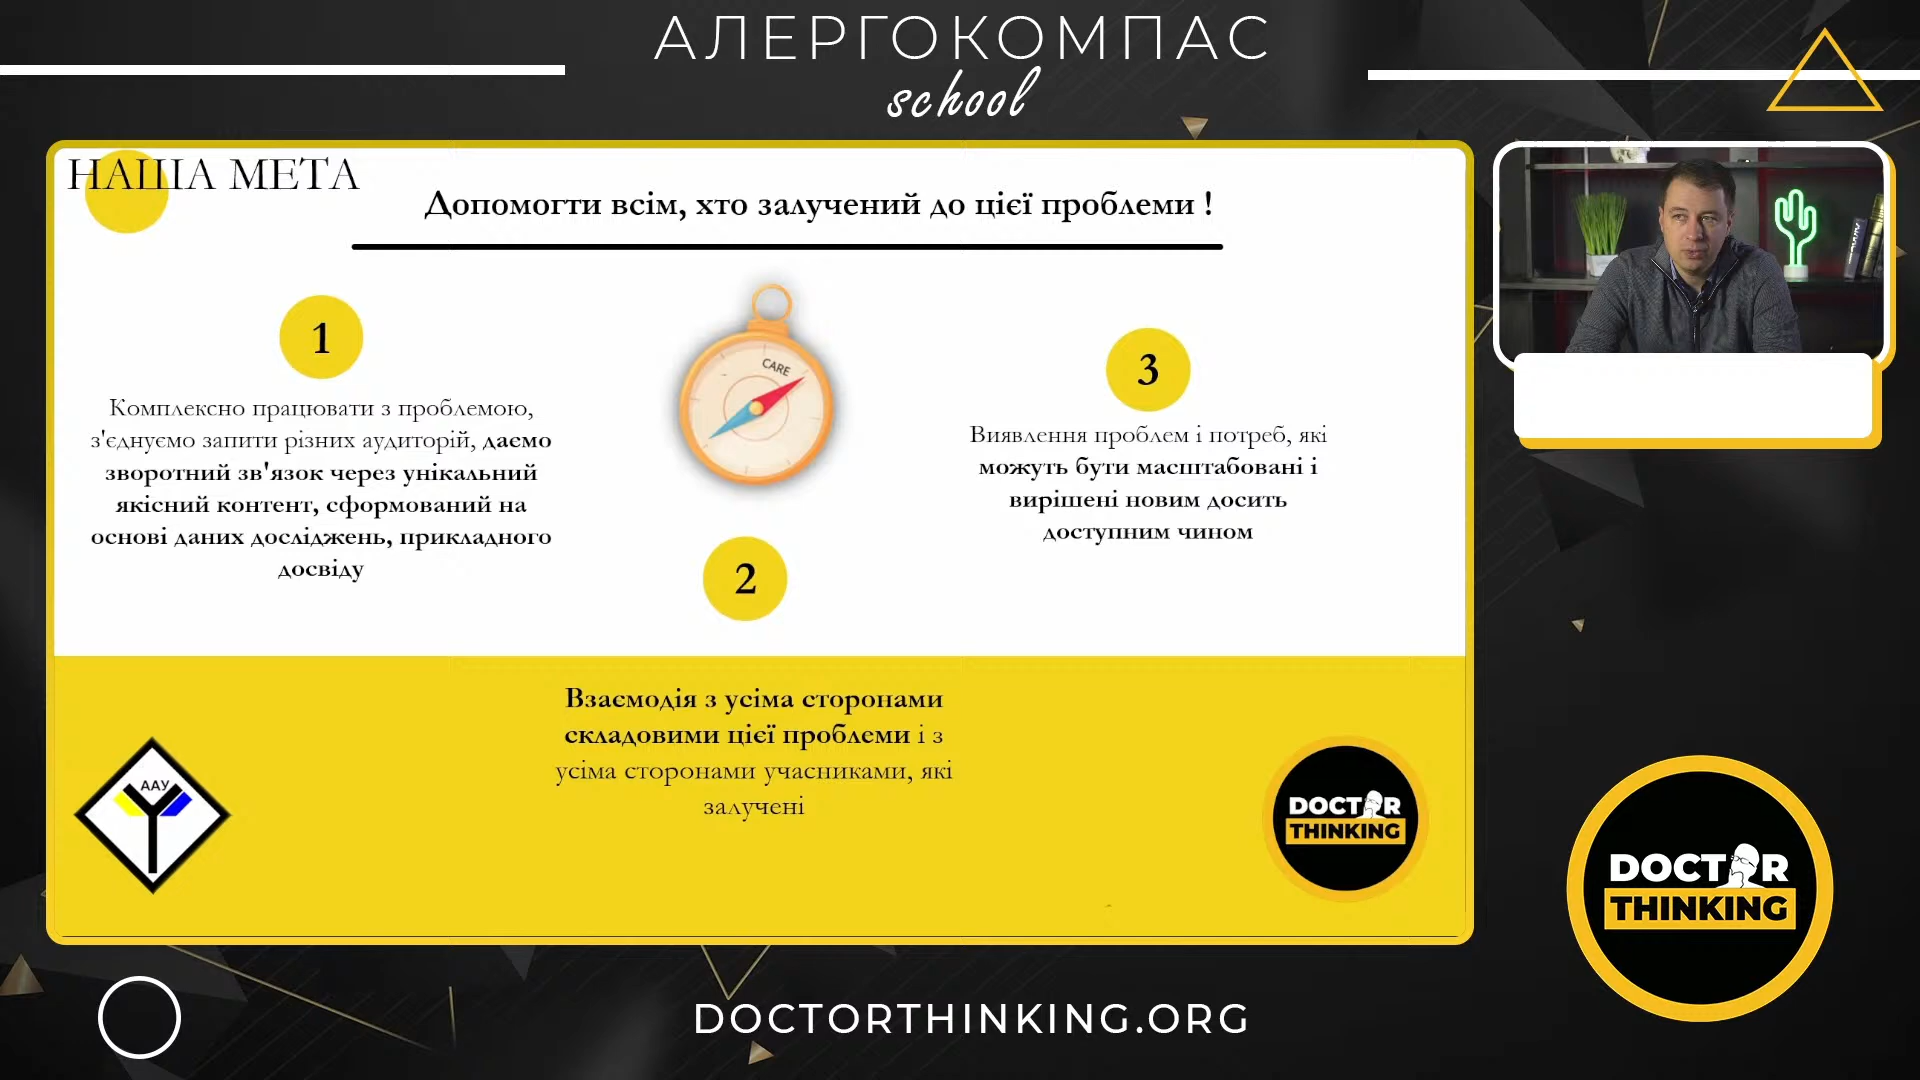 АЛЕРГОКОМПАС
school
НАША МЕТА
Допомогти всім, хто залучений до цієї проблеми !
1
Комплексно працювати з проблемою,
з'єднуємо запити різних аудиторій, даємо
зворотний зв'язок через унікальний
якісний контент, сформований на
основі даних досліджень, прикладного
досвіду
CARE
2
Взаємодія з усіма сторонами
складовими цієї проблеми і з
усіма сторонами учасниками, які
залучені
3
Виявлення проблем і потреб, які
можуть бути масштабовані і
вирішені новим досить
доступним чином
ААУ
DOCTOR
THINKING
DOCTOR
THINKING
DOCTORTHINKING.ORG